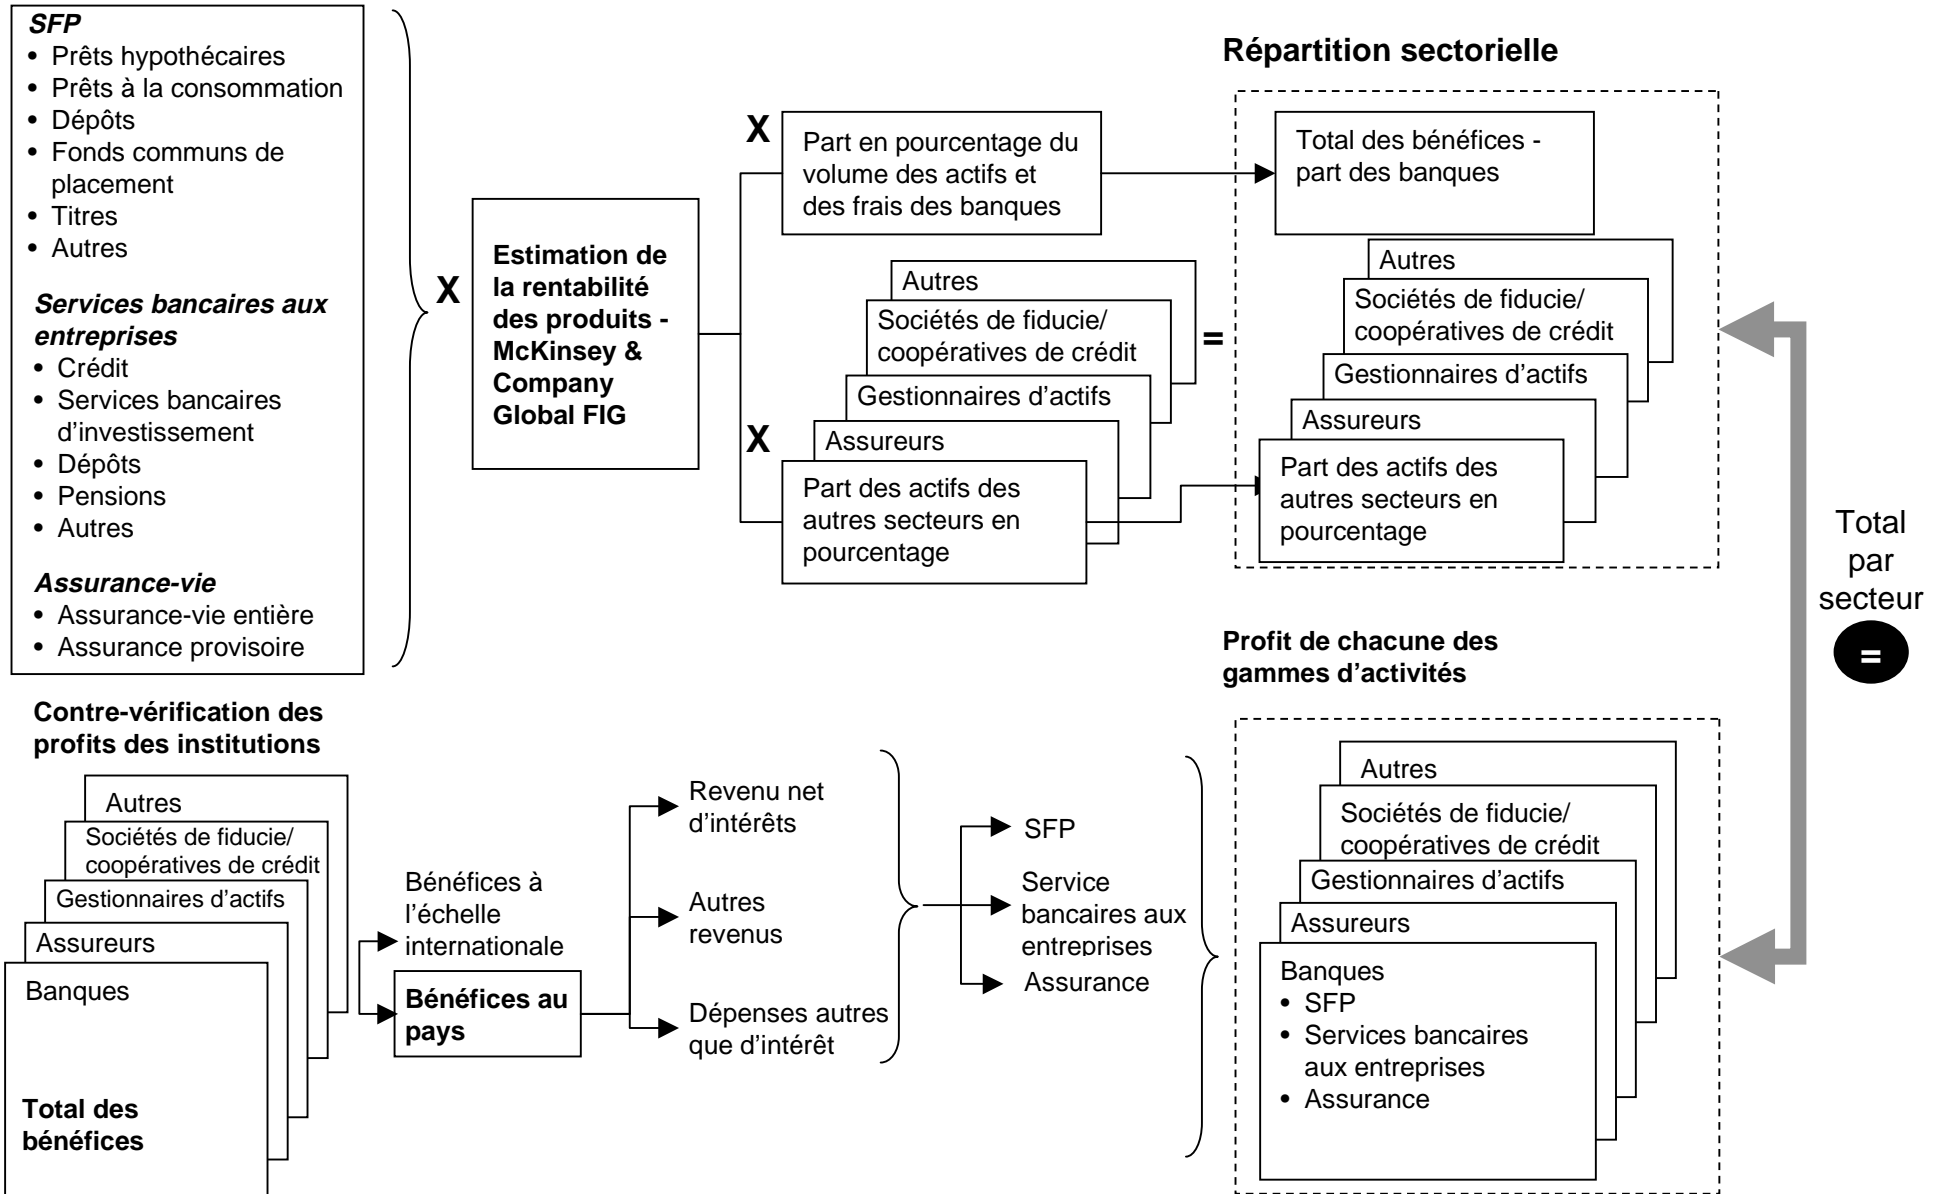 SFP
• Prêts hypothécaires
• Prêts à la consommation
• Dépôts
• Fonds communs de
placement
• Titres
• Autres
Services bancaires aux
entreprises
• Crédit
• Services bancaires
d’investissement
• Dépôts
• Pensions
• Autres
Assurance-vie
• Assurance-vie entière
• Assurance provisoire
X
Estimation de
la rentabilité
des produits -
McKinsey &
Company
Global FIG
X
Part en pourcentage du
volume des actifs et
des frais des banques
X
Autres
Sociétés de fiducie/
coopératives de crédit
Gestionnaires d’actifs
Assureurs
Part des actifs des
autres secteurs en
pourcentage
=
Répartition sectorielle
Total des bénéfices -
part des banques
Autres
Sociétés de fiducie/
coopératives de crédit
Gestionnaires d’actifs
Assureurs
Part des actifs des
autres secteurs en
pourcentage
Total
par
secteur
=
Contre-vérification des
profits des institutions
Autres
Sociétés de fiducie/
coopératives de crédit
Gestionnaires d’actifs
Assureurs
Banques
Total des
bénéfices
Bénéfices à
l’échelle
internationale
Bénéfices au
pays
Revenu net
d’intérêts
Autres
revenus
Dépenses autres
que d’intérêt
SFP
Service
bancaires aux
entreprises
Assurance
Profit de chacune des
gammes d’activités
Autres
Sociétés de fiducie/
coopératives de crédit
Gestionnaires d’actifs
Assureurs
Banques
• SFP
• Services bancaires
aux entreprises
• Assurance